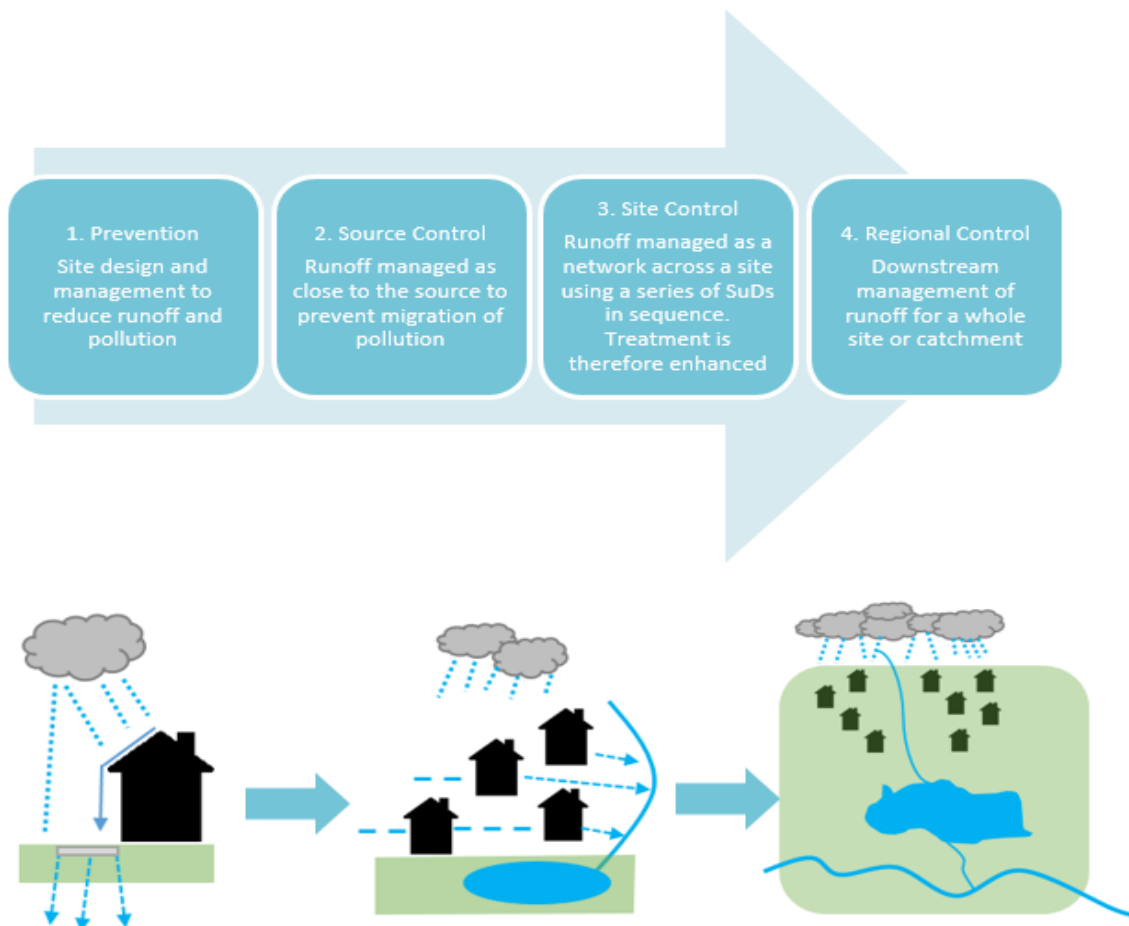 1. Prevention
Site design and
management to
reduce runoff and
pollution
2. Source Control
Runoff managed as
close to the source to
prevent migration of
pollution
3. Site Control
Runoff managed as a
network across a site
using a series of SuDs
in sequence.
Treatment is
therefore enhanced
4. Regional Control
Downstream
management of
runoff for a whole
site or catchment